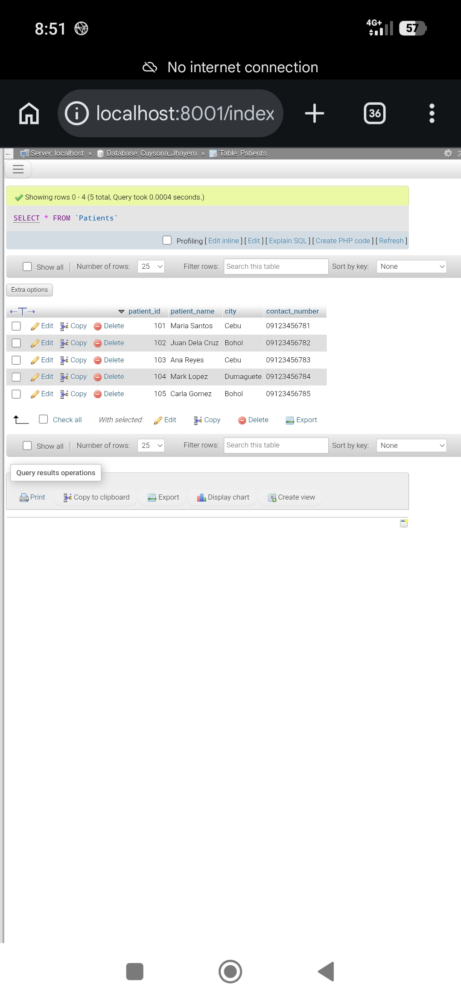 8:51 4G+ 57
No internet connection
localhost:8001/index 36
Server: localhost » Database: Cuysona_Jhayem » Table: Patients
Showing rows 0 - 4 (5 total, Query took 0.0004 seconds.)
SELECT * FROM `Patients`
Profiling [ Edit inline ] [ Edit ] [ Explain SQL ] [ Create PHP code ] [ Refresh ]
Show all | Number of rows: 25 Filter rows: Search this table Sort by key: None
Extra options
←T→ patient_id patient_name city contact_number
Edit Copy Delete 101 Maria Santos Cebu 09123456781
Edit Copy Delete 102 Juan Dela Cruz Bohol 09123456782
Edit Copy Delete 103 Ana Reyes Cebu 09123456783
Edit Copy Delete 104 Mark Lopez Dumaguete 09123456784
Edit Copy Delete 105 Carla Gomez Bohol 09123456785
Check all With selected: Edit Copy Delete Export
Show all | Number of rows: 25 Filter rows: Search this table Sort by key: None
Query results operations
Print Copy to clipboard Export Display chart Create view